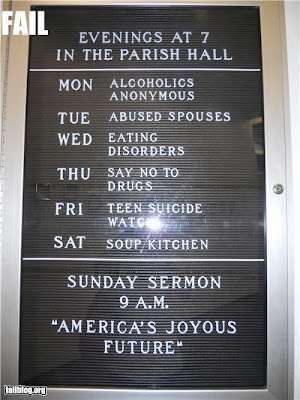 FAIL
EVENINGS AT 7
IN THE PARISH HALL
MON ALCOHOLICS
ANONYMOUS
TUE ABUSED SPOUSES
WED EATING
DISORDERS
THU SAY NO TO
DRUGS
FRI TEEN SUICIDE
WATCH
SAT SOUP KITCHEN
SUNDAY SERMON
9 A.M.
"AMERICA'S JOYOUS
FUTURE"
failblog.org